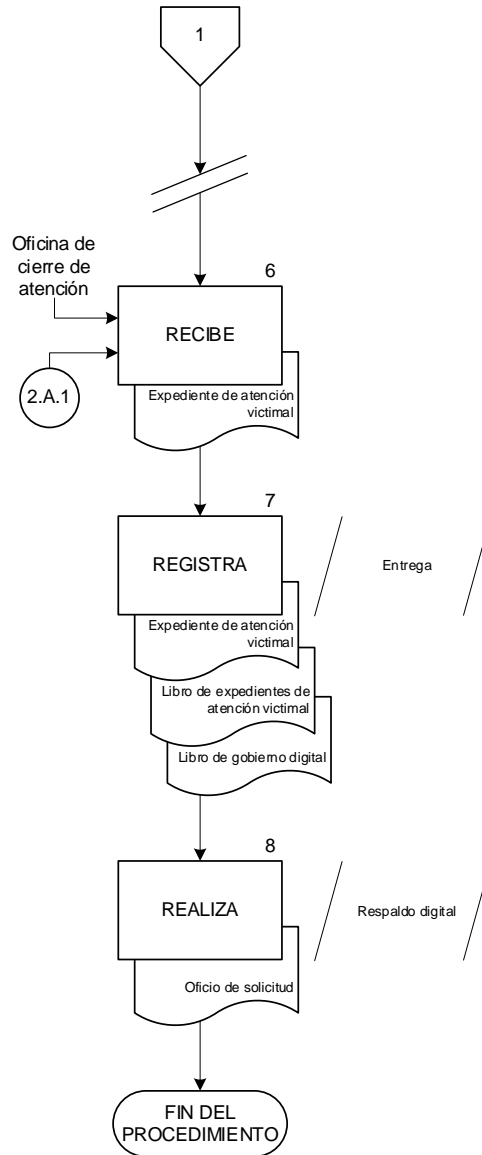 1
Oficina de
cierre de
atención
6
RECIBE
2.A.1
Expediente de atención
victimal
7
REGISTRA
Entrega
Expediente de atención
victimal
Libro de expedientes de
atención victimal
Libro de gobierno digital
8
REALIZA
Respaldo digital
Oficio de solicitud
FIN DEL
PROCEDIMIENTO